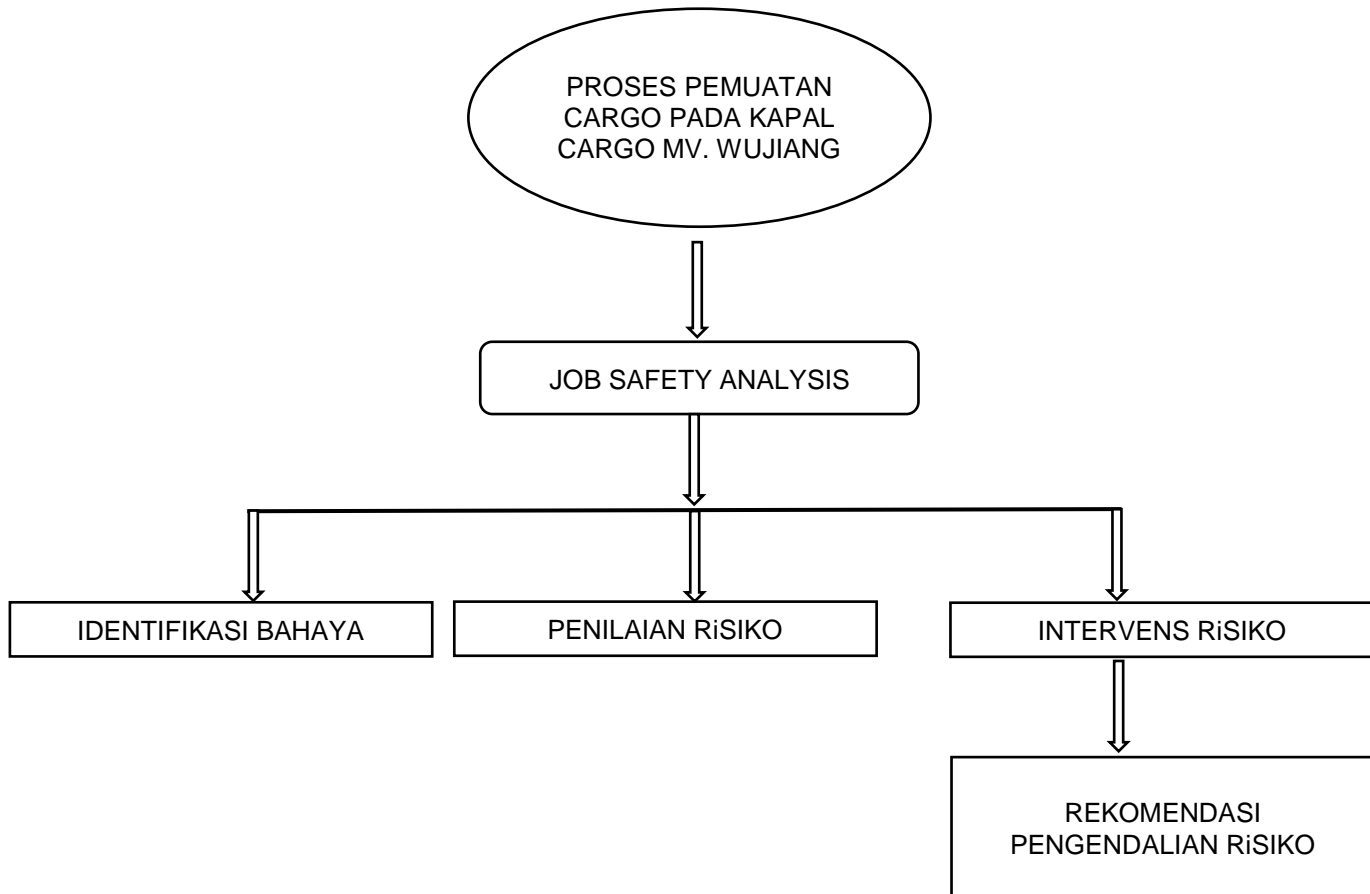 PROSES PEMUATAN
CARGO PADA KAPAL
CARGO MV. WUJIANG
JOB SAFETY ANALYSIS
IDENTIFIKASI BAHAYA
PENILAIAN RiSIKO
INTERVENS RiSIKO
REKOMENDASI
PENGENDALIAN RiSIKO